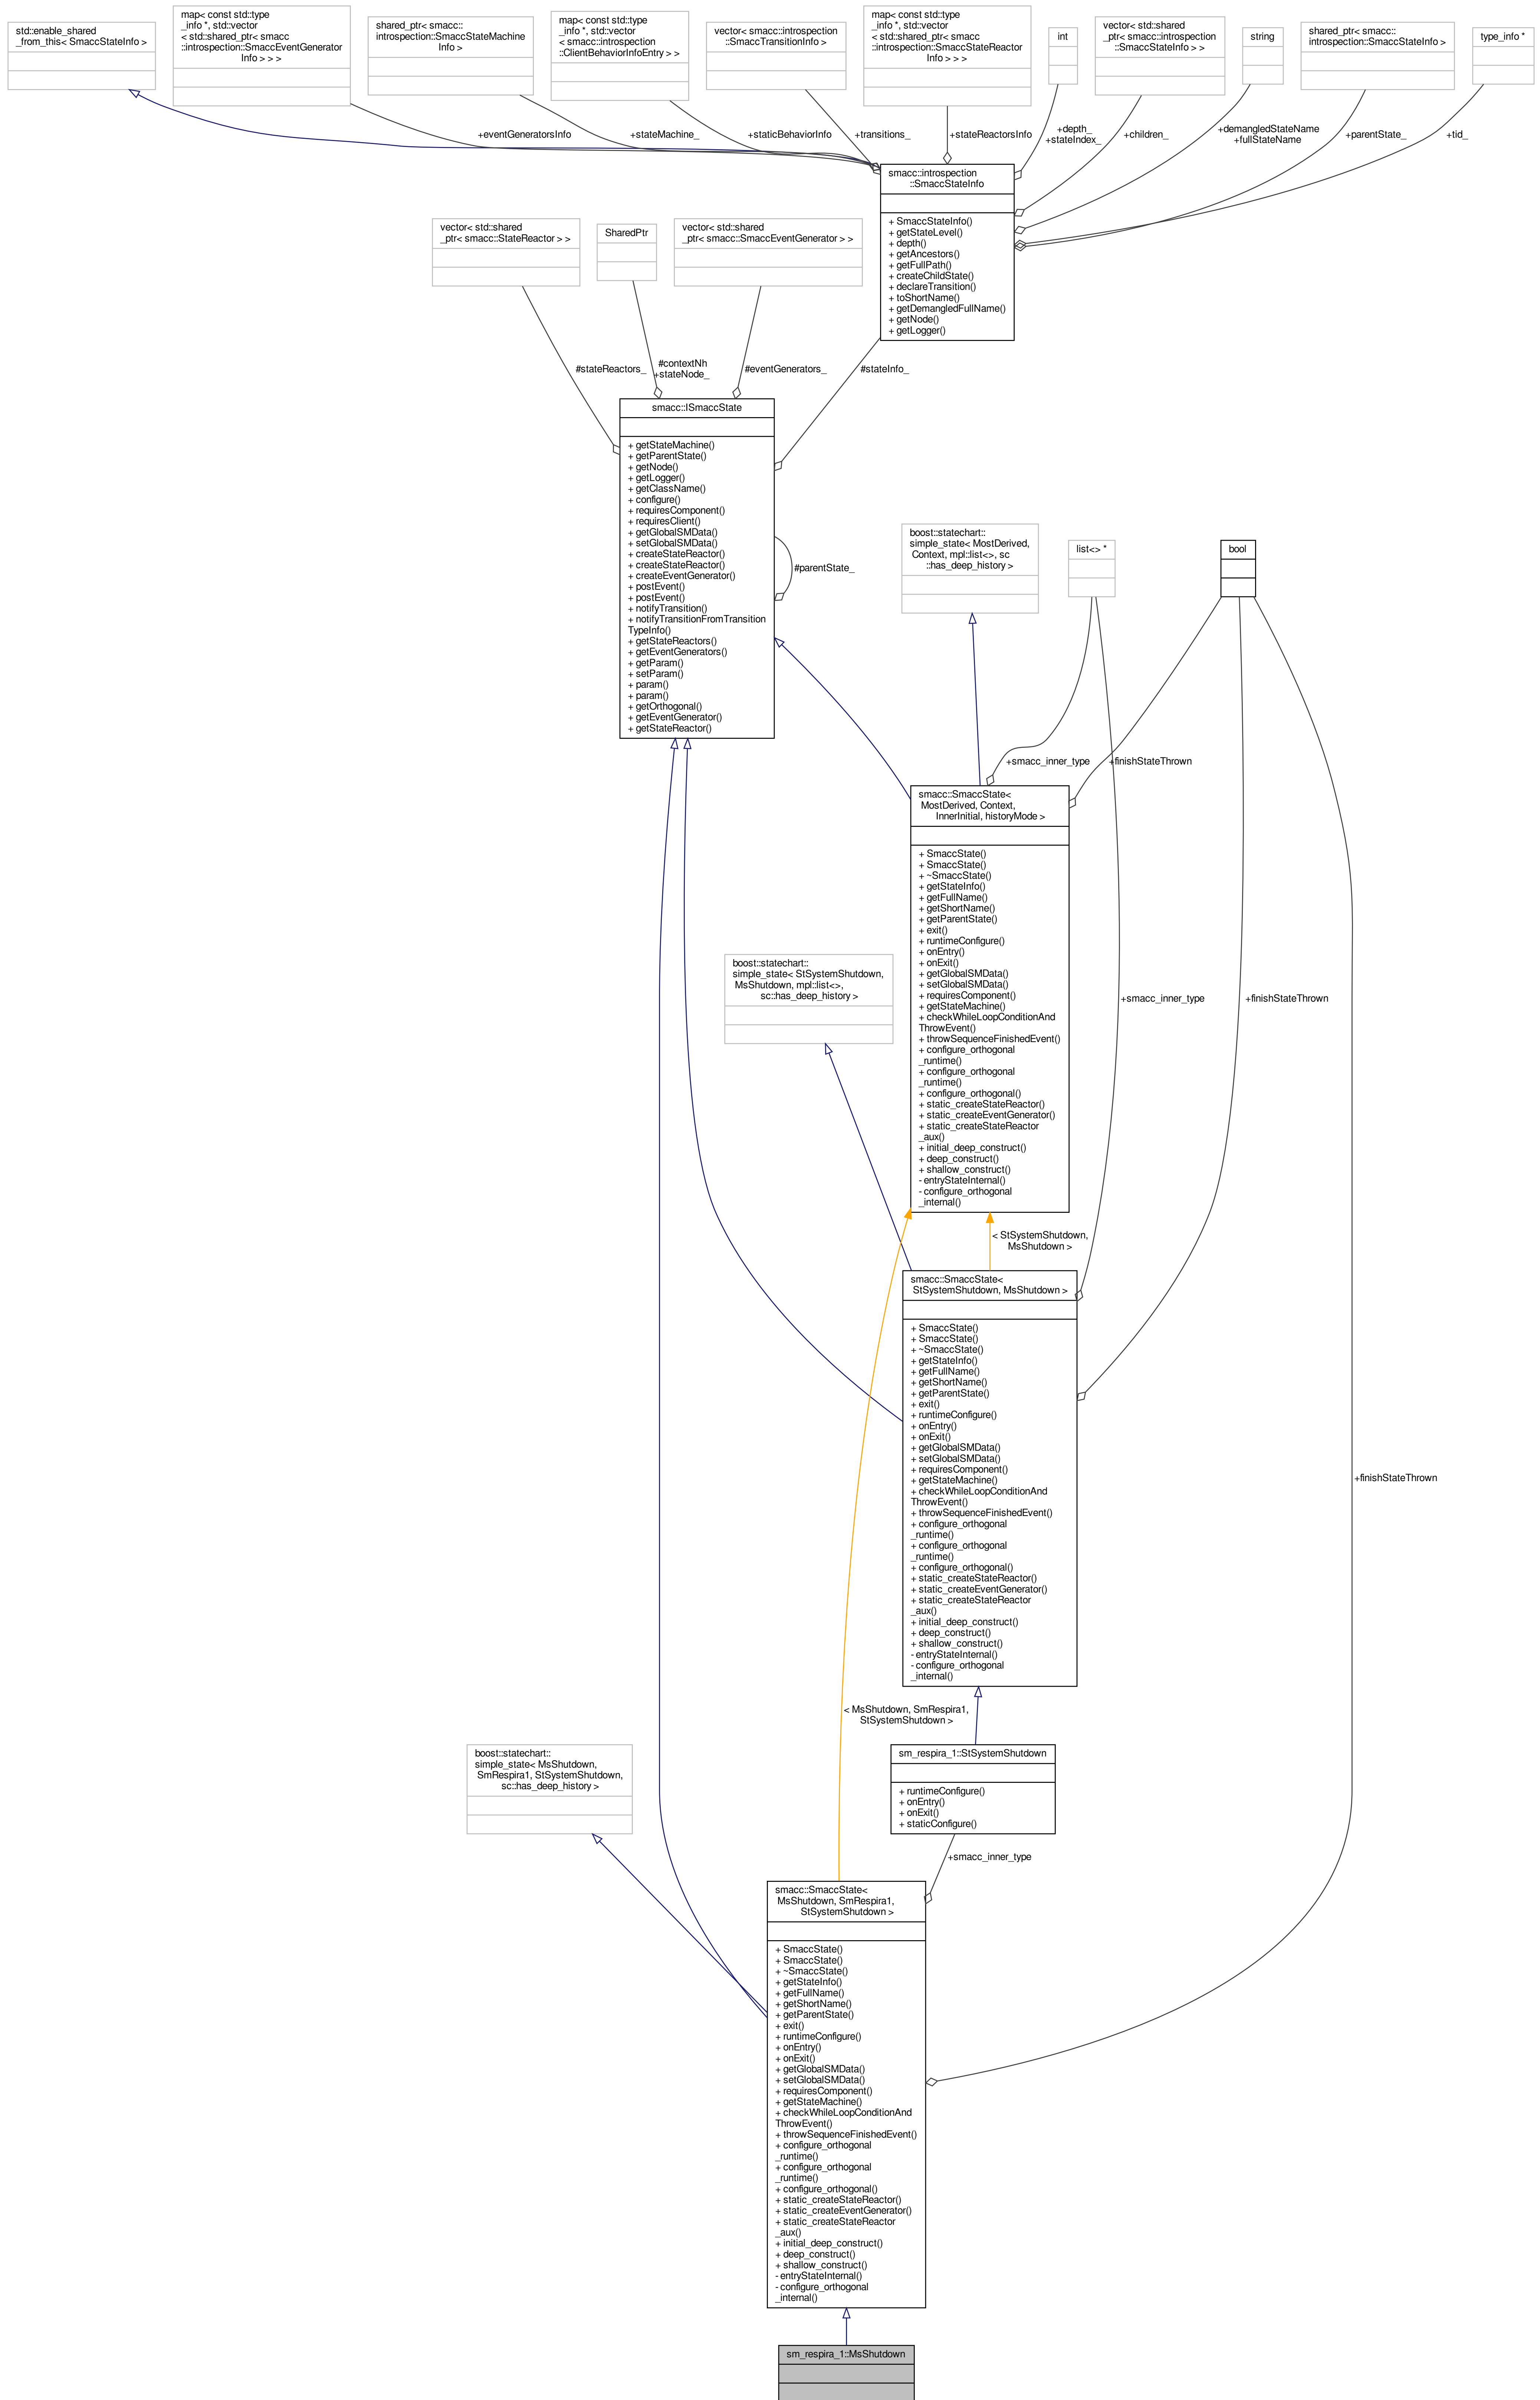 std::enable_shared
_from_this< SmaccStateInfo >
map< const std::type
_info *, std::vector
< std::shared_ptr< smacc
::introspection::SmaccEventGenerator
Info > > >
shared_ptr< smacc::
introspection::SmaccStateMachine
Info >
map< const std::type
_info *, std::vector
< smacc::introspection
::ClientBehaviorInfoEntry > >
vector< smacc::introspection
::SmaccTransitionInfo >
map< const std::type
_info *, std::vector
< std::shared_ptr< smacc
::introspection::SmaccStateReactor
Info > > >
int
vector< std::shared
_ptr< smacc::introspection
::SmaccStateInfo > >
string
shared_ptr< smacc::
introspection::SmaccStateInfo >
type_info *
+eventGeneratorsInfo
+stateMachine_
+staticBehaviorInfo
+transitions_
+stateReactorsInfo
+depth_
+stateIndex_
+children_
+demangledStateName
+fullStateName
+parentState_
+tid_
smacc::introspection
::SmaccStateInfo
+ SmaccStateInfo()
+ getStateLevel()
+ depth()
+ getAncestors()
+ getFullPath()
+ createChildState()
+ declareTransition()
+ toShortName()
+ getDemangledFullName()
+ getNode()
+ getLogger()
vector< std::shared
_ptr< smacc::StateReactor > >
SharedPtr
vector< std::shared
_ptr< smacc::SmaccEventGenerator > >
#stateReactors_
#contextNh
+stateNode_
#eventGenerators_
#stateInfo_
smacc::ISmaccState
+ getStateMachine()
+ getParentState()
+ getNode()
+ getLogger()
+ getClassName()
+ configure()
+ requiresComponent()
+ requiresClient()
+ getGlobalSMData()
+ setGlobalSMData()
+ createStateReactor()
+ createStateReactor()
+ createEventGenerator()
+ postEvent()
+ postEvent()
+ notifyTransition()
+ notifyTransitionFromTransition
TypeInfo()
+ getStateReactors()
+ getEventGenerators()
+ getParam()
+ setParam()
+ param()
+ param()
+ getOrthogonal()
+ getEventGenerator()
+ getStateReactor()
#parentState_
boost::statechart::
simple_state< MostDerived,
Context, mpl::list<>, sc
::has_deep_history >
list<> *
bool
+smacc_inner_type
+finishStateThrown
smacc::SmaccState<
MostDerived, Context,
InnerInitial, historyMode >
+ SmaccState()
+ SmaccState()
+ ~SmaccState()
+ getStateInfo()
+ getFullName()
+ getShortName()
+ getParentState()
+ exit()
+ runtimeConfigure()
+ onEntry()
+ onExit()
+ getGlobalSMData()
+ setGlobalSMData()
+ requiresComponent()
+ getStateMachine()
+ checkWhileLoopConditionAnd
ThrowEvent()
+ throwSequenceFinishedEvent()
+ configure_orthogonal
_runtime()
+ configure_orthogonal
_runtime()
+ configure_orthogonal()
+ static_createStateReactor()
+ static_createEventGenerator()
+ static_createStateReactor
_aux()
+ initial_deep_construct()
+ deep_construct()
+ shallow_construct()
- entryStateInternal()
- configure_orthogonal
_internal()
boost::statechart::
simple_state< StSystemShutdown,
MsShutdown, mpl::list<>,
sc::has_deep_history >
+smacc_inner_type
+finishStateThrown
< StSystemShutdown,
MsShutdown >
smacc::SmaccState<
StSystemShutdown, MsShutdown >
+ SmaccState()
+ SmaccState()
+ ~SmaccState()
+ getStateInfo()
+ getFullName()
+ getShortName()
+ getParentState()
+ exit()
+ runtimeConfigure()
+ onEntry()
+ onExit()
+ getGlobalSMData()
+ setGlobalSMData()
+ requiresComponent()
+ getStateMachine()
+ checkWhileLoopConditionAnd
ThrowEvent()
+ throwSequenceFinishedEvent()
+ configure_orthogonal
_runtime()
+ configure_orthogonal
_runtime()
+ configure_orthogonal()
+ static_createStateReactor()
+ static_createEventGenerator()
+ static_createStateReactor
_aux()
+ initial_deep_construct()
+ deep_construct()
+ shallow_construct()
- entryStateInternal()
- configure_orthogonal
_internal()
+finishStateThrown
< MsShutdown, SmRespira1,
StSystemShutdown >
boost::statechart::
simple_state< MsShutdown,
SmRespira1, StSystemShutdown,
sc::has_deep_history >
sm_respira_1::StSystemShutdown
+ runtimeConfigure()
+ onEntry()
+ onExit()
+ staticConfigure()
+smacc_inner_type
smacc::SmaccState<
MsShutdown, SmRespira1,
StSystemShutdown >
+ SmaccState()
+ SmaccState()
+ ~SmaccState()
+ getStateInfo()
+ getFullName()
+ getShortName()
+ getParentState()
+ exit()
+ runtimeConfigure()
+ onEntry()
+ onExit()
+ getGlobalSMData()
+ setGlobalSMData()
+ requiresComponent()
+ getStateMachine()
+ checkWhileLoopConditionAnd
ThrowEvent()
+ throwSequenceFinishedEvent()
+ configure_orthogonal
_runtime()
+ configure_orthogonal
_runtime()
+ configure_orthogonal()
+ static_createStateReactor()
+ static_createEventGenerator()
+ static_createStateReactor
_aux()
+ initial_deep_construct()
+ deep_construct()
+ shallow_construct()
- entryStateInternal()
- configure_orthogonal
_internal()
sm_respira_1::MsShutdown